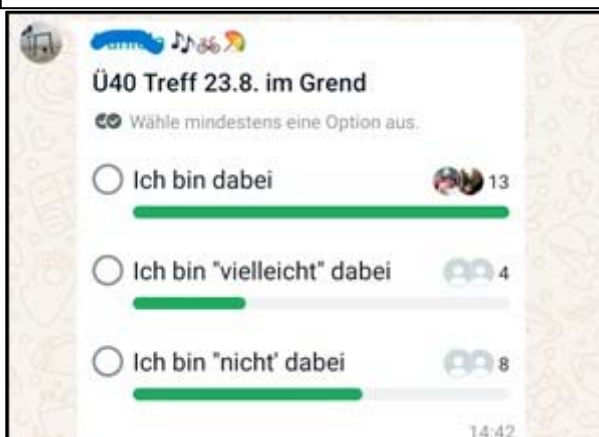 Ü40 Treff 23.8. im Grend
Wähle mindestens eine Option aus.
Ich bin dabei 13
Ich bin "vielleicht" dabei 4
Ich bin "nicht' dabei 8
14:42